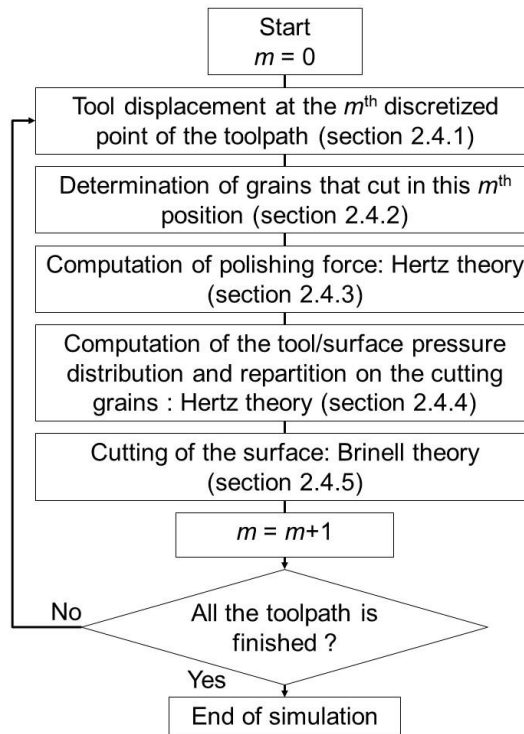 Start
m = 0
Tool displacement at the mth discretized
point of the toolpath (section 2.4.1)
Determination of grains that cut in this mth
position (section 2.4.2)
Computation of polishing force: Hertz theory
(section 2.4.3)
Computation of the tool/surface pressure
distribution and repartition on the cutting
grains : Hertz theory (section 2.4.4)
Cutting of the surface: Brinell theory
(section 2.4.5)
m = m+1
All the toolpath is
finished ?
No
Yes
End of simulation